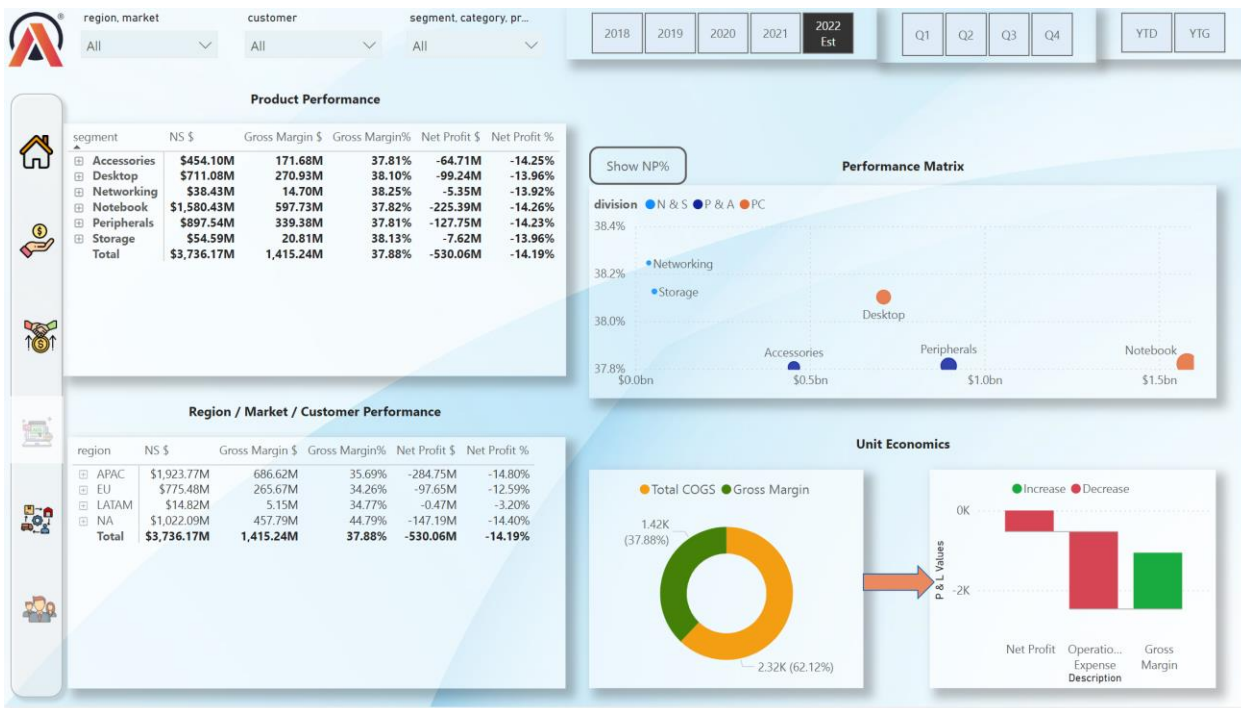 region, market
customer
segment, category, pr...
All
All
All
2018
2019
2020
2021
2022
Est
Q1
Q2
Q3
Q4
YTD
YTG
Product Performance
segment NS $ Gross Margin $ Gross Margin% Net Profit $ Net Profit %
Accessories $454.10M 171.68M 37.81% -64.71M -14.25%
Desktop $711.08M 270.93M 38.10% -99.24M -13.96%
Networking $38.43M 14.70M 38.25% -5.35M -13.92%
Notebook $1,580.43M 597.73M 37.82% -225.39M -14.26%
Peripherals $897.54M 339.38M 37.81% -127.75M -14.23%
Storage $54.59M 20.81M 38.13% -7.62M -13.96%
Total $3,736.17M 1,415.24M 37.88% -530.06M -14.19%
Show NP%
Performance Matrix
division N & S P & A PC
38.4%
38.2%
38.0%
37.8%
Networking
Storage
Desktop
Accessories
Peripherals
Notebook
$0.0bn
$0.5bn
$1.0bn
$1.5bn
Region / Market / Customer Performance
region NS $ Gross Margin $ Gross Margin% Net Profit $ Net Profit %
APAC $1,923.77M 686.62M 35.69% -284.75M -14.80%
EU $775.48M 265.67M 34.26% -97.65M -12.59%
LATAM $14.82M 5.15M 34.77% -0.47M -3.20%
NA $1,022.09M 457.79M 44.79% -147.19M -14.40%
Total $3,736.17M 1,415.24M 37.88% -530.06M -14.19%
Unit Economics
Total COGS Gross Margin
1.42K
(37.88%)
2.32K (62.12%)
Increase Decrease
0K
-2K
P & L Values
Net Profit
Operatio...
Expense
Gross
Margin
Description